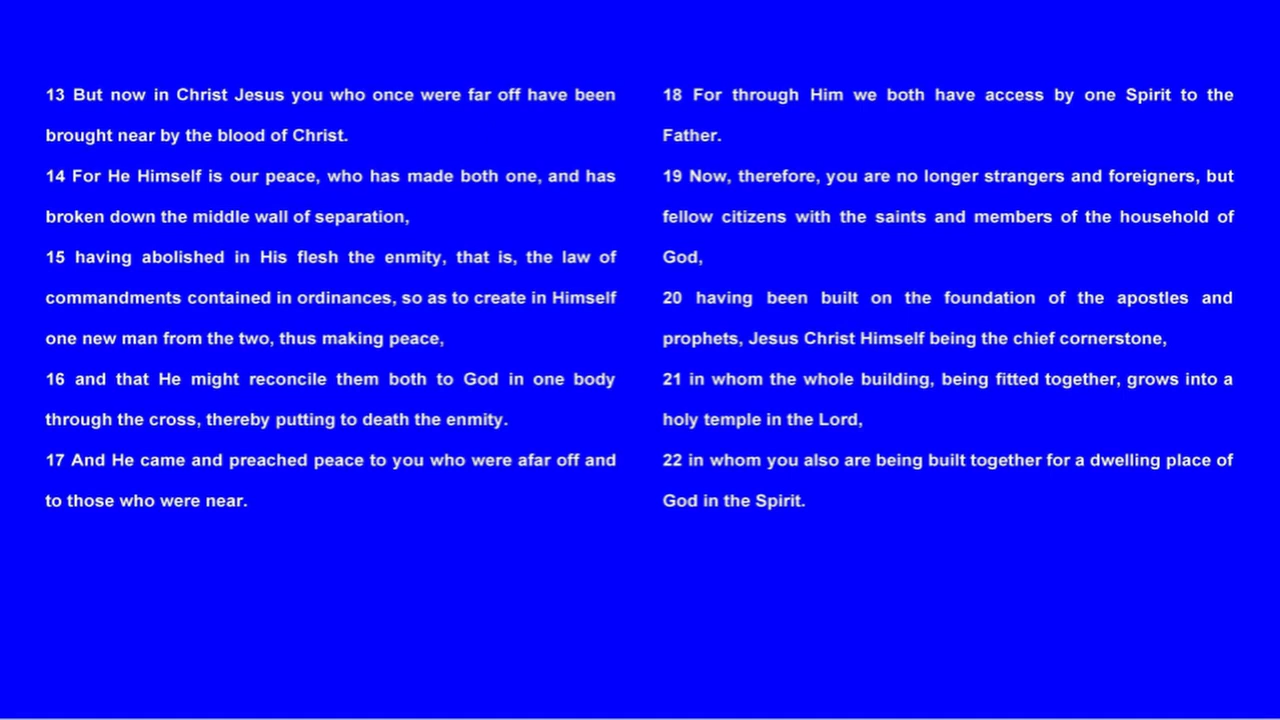 13 But now in Christ Jesus you who once were far off have been
brought near by the blood of Christ.
14 For He Himself is our peace, who has made both one, and has
broken down the middle wall of separation,
15 having abolished in His flesh the enmity, that is, the law of
commandments contained in ordinances, so as to create in Himself
one new man from the two, thus making peace,
16 and that He might reconcile them both to God in one body
through the cross, thereby putting to death the enmity.
17 And He came and preached peace to you who were afar off and
to those who were near.
18 For through Him we both have access by one Spirit to the
Father.
19 Now, therefore, you are no longer strangers and foreigners, but
fellow citizens with the saints and members of the household of
God,
20 having been built on the foundation of the apostles and
prophets, Jesus Christ Himself being the chief cornerstone,
21 in whom the whole building, being fitted together, grows into a
holy temple in the Lord,
22 in whom you also are being built together for a dwelling place of
God in the Spirit.